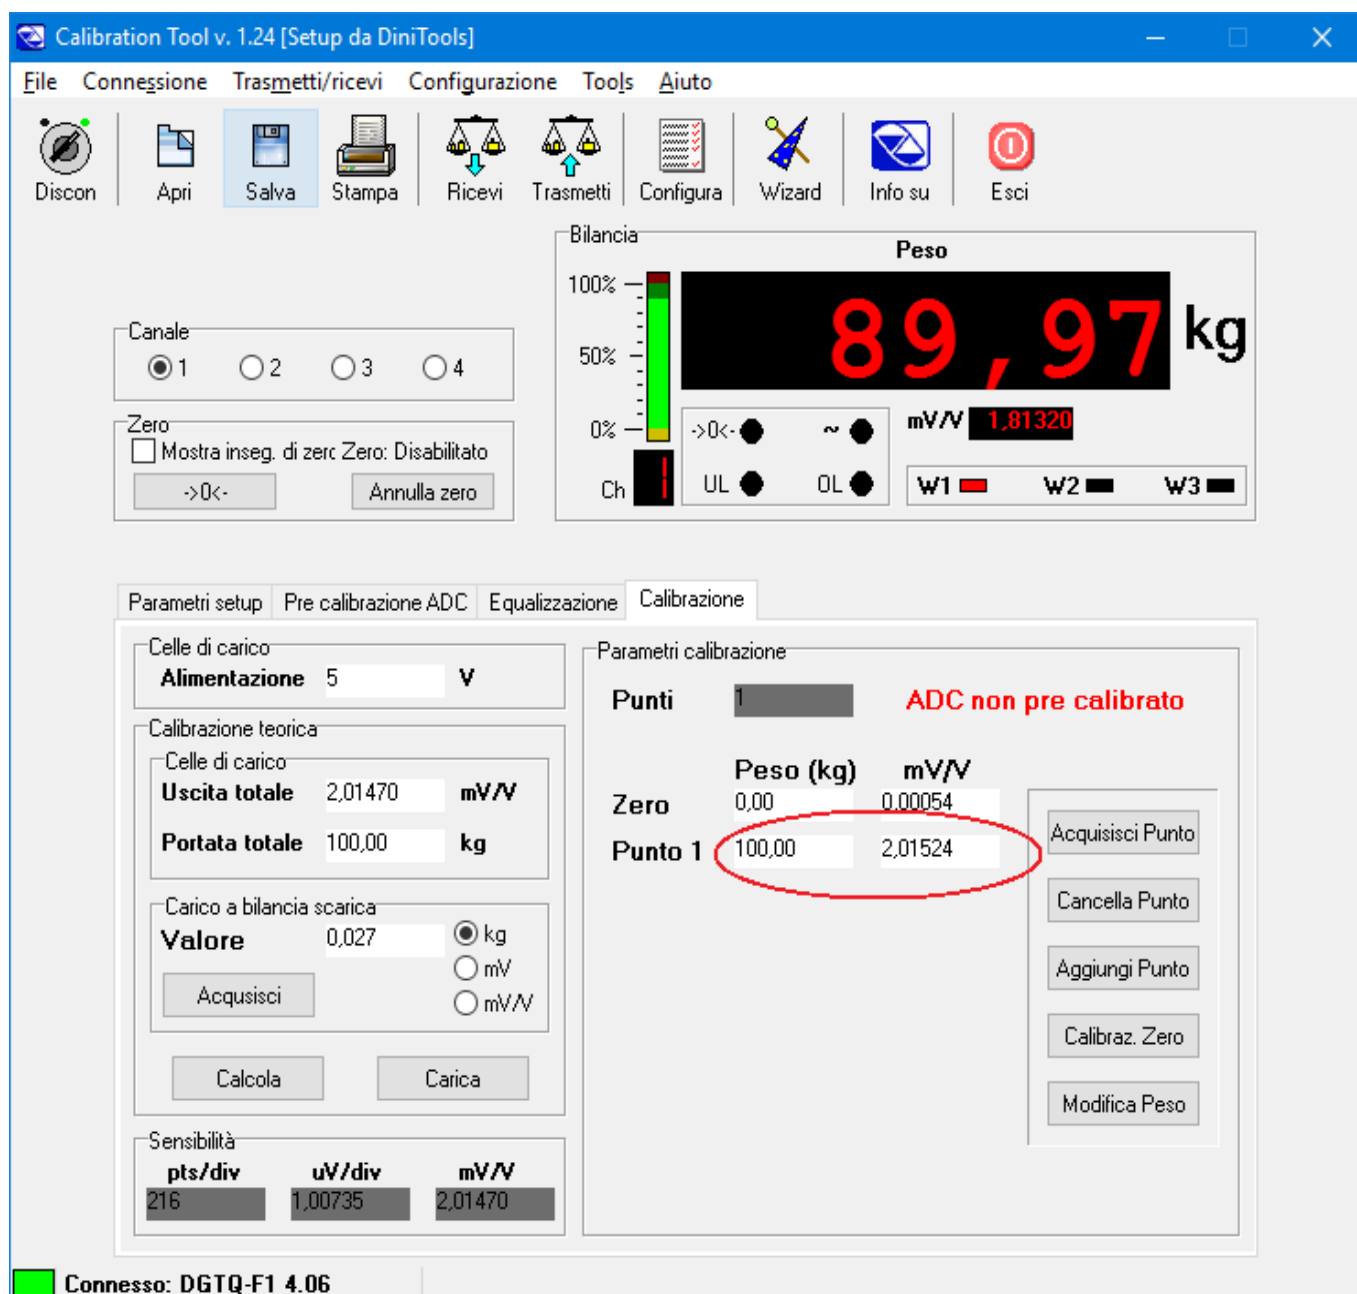 Calibration Tool v. 1.24 [Setup da DiniTools]
File Connessione Trasmetti/ricevi Configurazione Tools Aiuto
Discon Apri Salva Stampa Ricevi Trasmetti Configura Wizard Info su Esci
Bilancia
Peso
100%
50%
0%
89,97 kg
Canale
1 2 3 4
Zero
Mostra inseg. di zerc Zero: Disabilitato
->0<- Annulla zero
->0<- ~ mV/V 1,81320
Ch 1 UL OL W1 W2 W3
Parametri setup Pre calibrazione ADC Equalizzazione Calibrazione
Celle di carico
Alimentazione 5 V
Calibrazione teorica
Celle di carico
Uscita totale 2,01470 mV/V
Portata totale 100,00 kg
Carico a bilancia scarica
Valore 0,027 kg
mV
mV/V
Acqusisci
Calcola Carica
Sensibilità
pts/div uV/div mV/V
216 1,00735 2,01470
Parametri calibrazione
Punti 1 ADC non pre calibrato
Peso (kg) mV/V
Zero 0,00 0,00054
Punto 1 100,00 2,01524
Acquisisci Punto
Cancella Punto
Aggiungi Punto
Calibraz. Zero
Modifica Peso
Connesso: DGTQ-F1 4.06